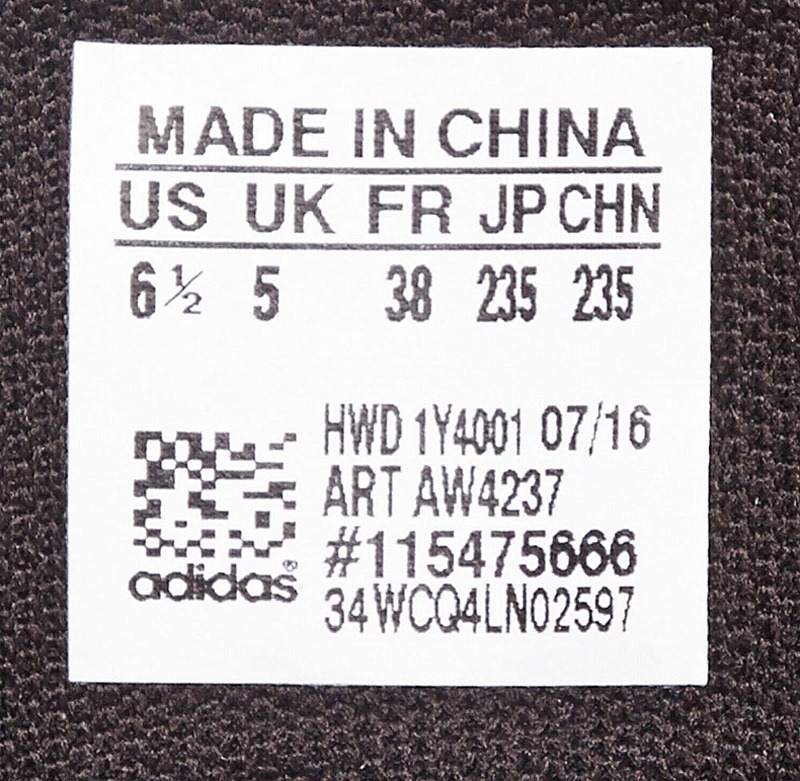 MADE IN CHINA
US UK FR JP CHN
6 ½ 5 38 235 235
HWD 1Y4001 07/16
ART AW4237
#115475666
34WCQ4LN02597
adidas®